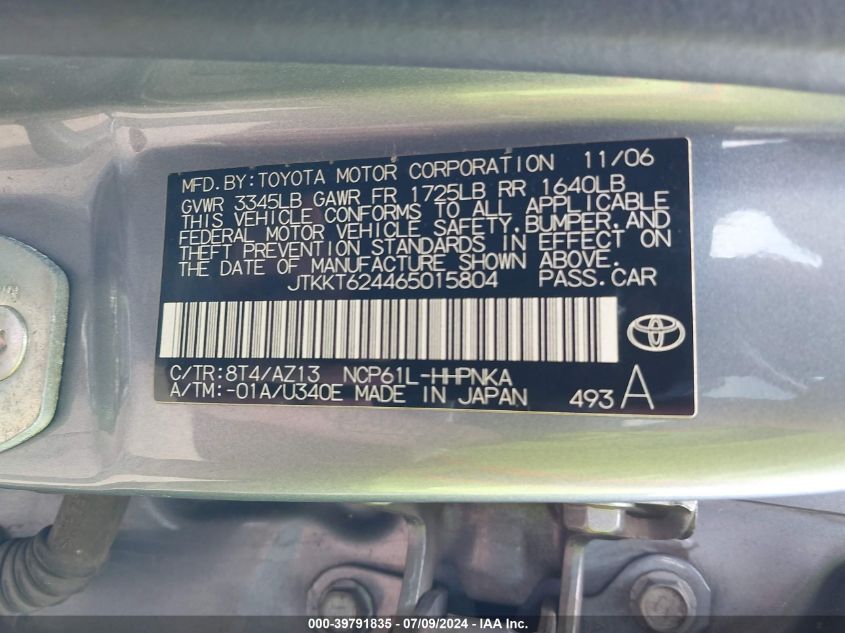 MFD. BY: TOYOTA MOTOR CORPORATION 11/06
GVWR 3345LB GAWR FR 1725LB RR 1640LB
THIS VEHICLE CONFORMS TO ALL APPLICABLE
FEDERAL MOTOR VEHICLE SAFETY, BUMPER, AND
THEFT PREVENTION STANDARDS IN EFFECT ON
THE DATE OF MANUFACTURE SHOWN ABOVE.
JTKKT624465015804 PASS. CAR
C/TR: 8T4/AZ13 NCP61L-HHPNKA
A/TM: -01A/U340E MADE IN JAPAN 493 A
000-39791835 / 07/09/2024 / - / -